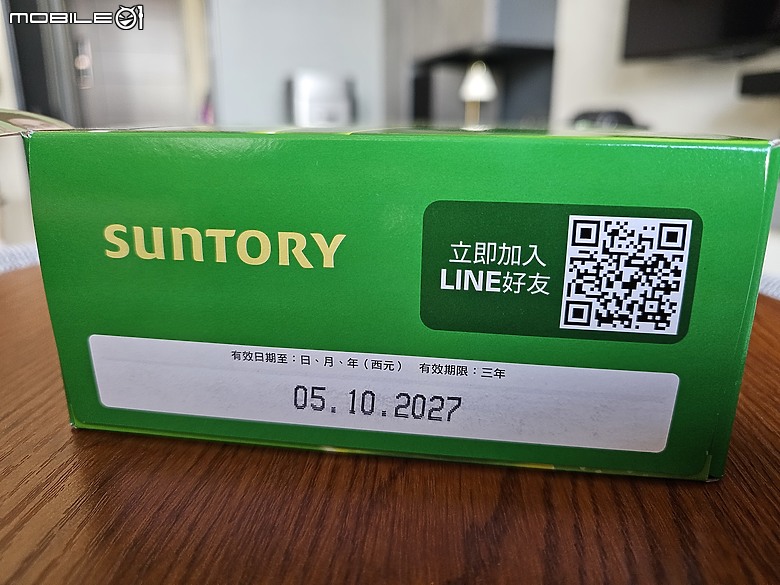 MOBILE01
SUNTORY
立即加入
LINE好友
有效日期至：日、月、年（西元） 有效期限：三年
05.10.2027